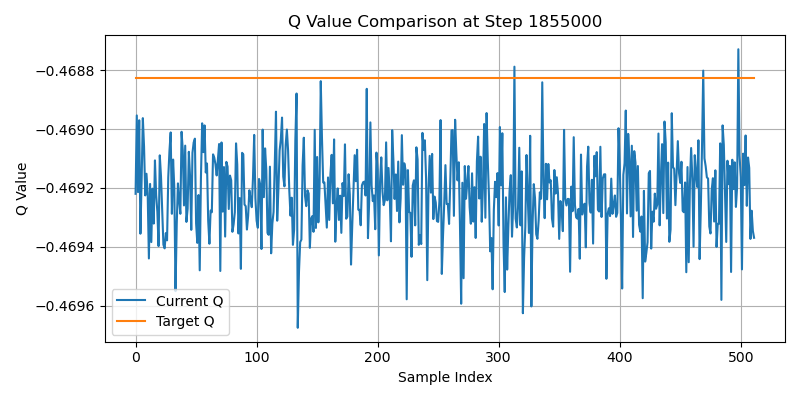 Q Value Comparison at Step 1855000
Q Value
−0.4688
−0.4690
−0.4692
−0.4694
−0.4696
Current Q
Target Q
0 100 200 300 400 500
Sample Index